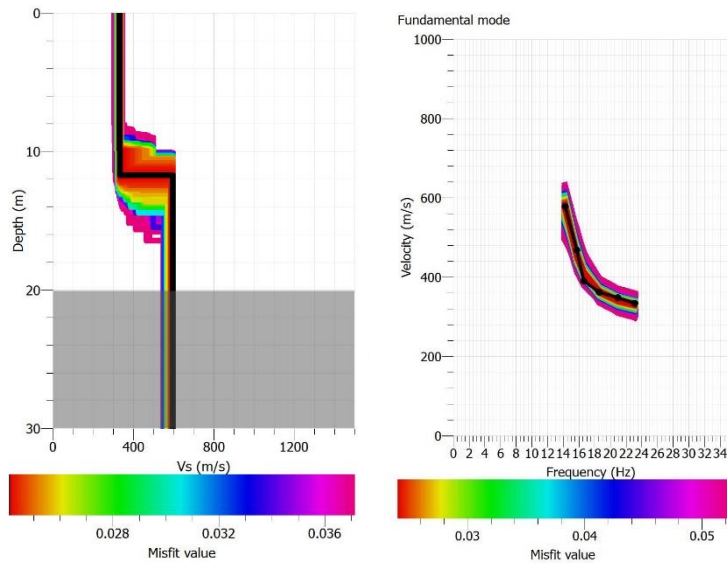 0
10
20
30
Depth (m)
0 400 800 1200
Vs (m/s)
0.028 0.032 0.036
Misfit value
Fundamental mode
1000
800
600
400
200
0
Velocity (m/s)
0 2 4 6 8 10 12 14 16 18 20 22 24 26 28 30 32 34
Frequency (Hz)
0.03 0.04 0.05
Misfit value